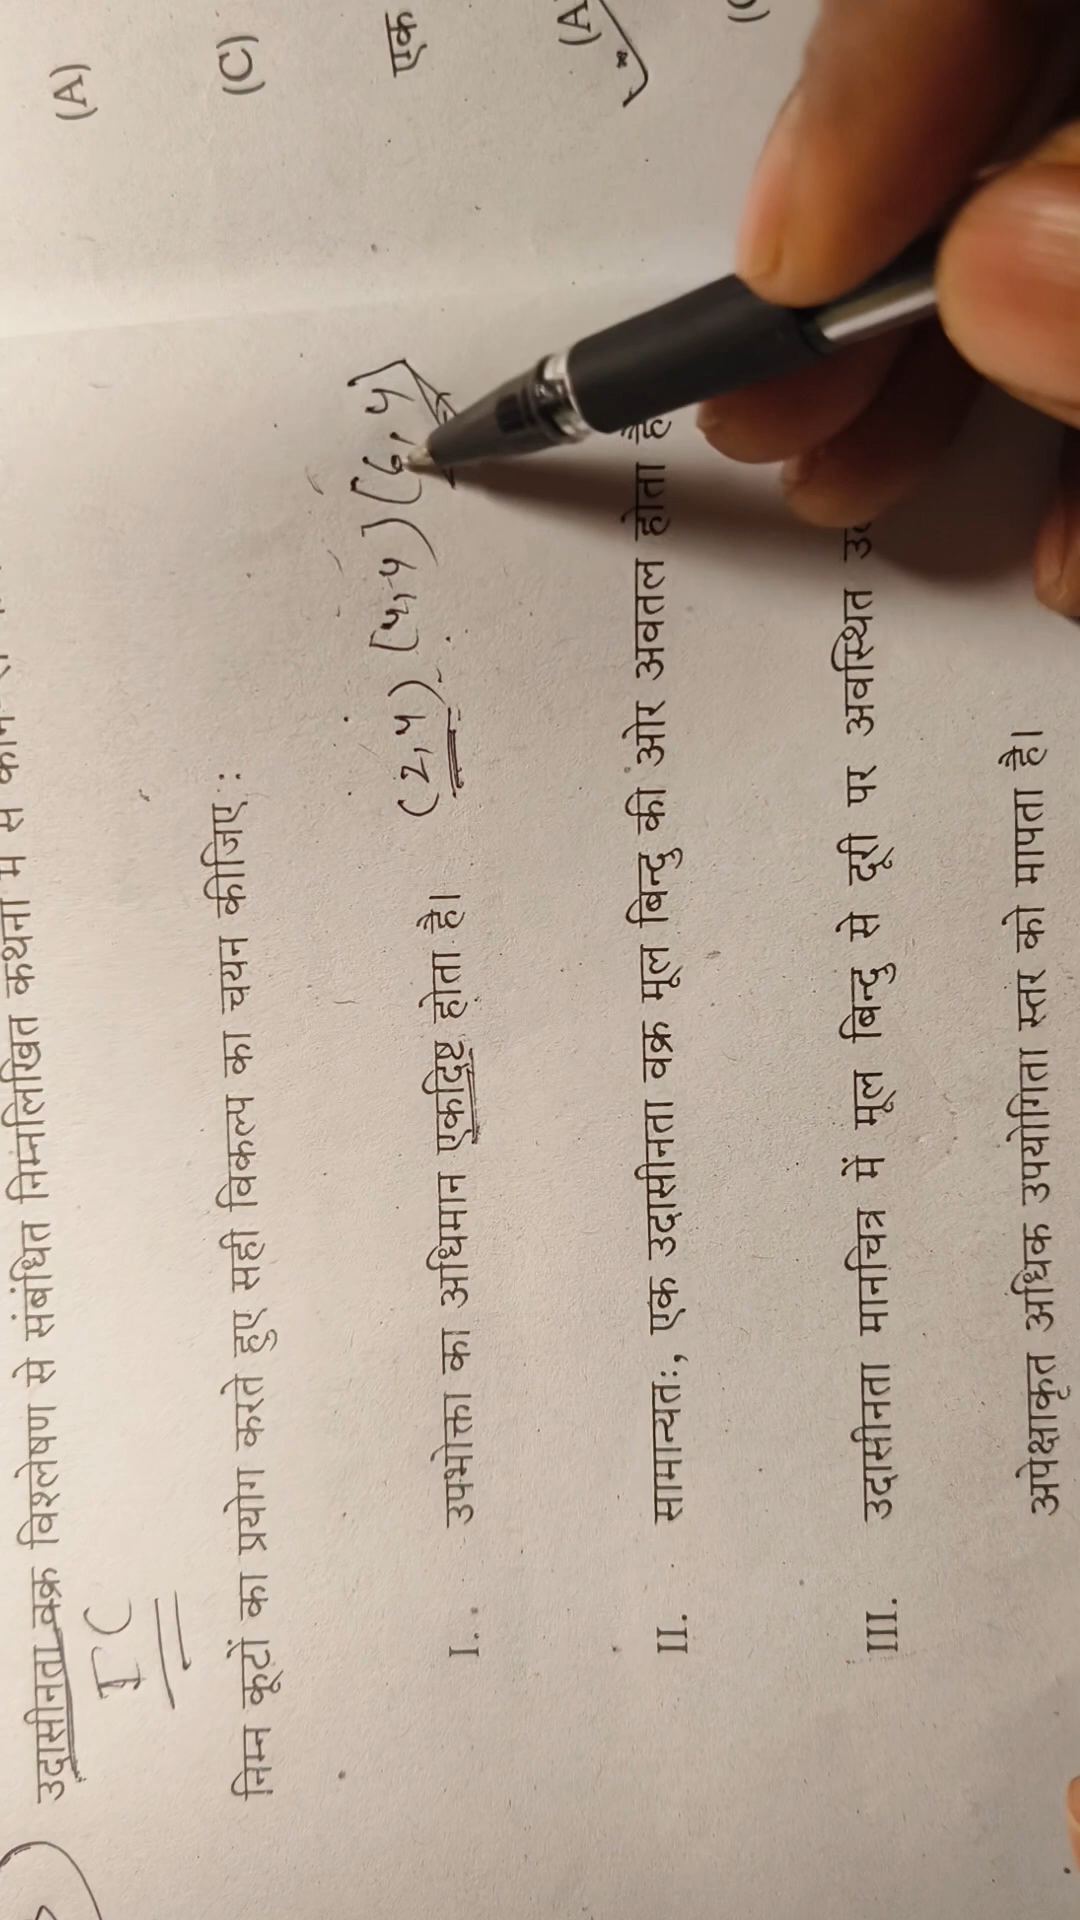 उदासीनता वक्र विश्लेषण से संबंधित निम्नलिखित कथनों में से कौन
IC
निम्न कूटों का प्रयोग करते हुए सही विकल्प का चयन कीजिए :
I. उपभोक्ता का अधिमान एकदिष्ट होता है। (2,4) (4,4) (6,4)
II. सामान्यतः, एक उदासीनता वक्र मूल बिन्दु की ओर अवतल होता है
III. उदासीनता मानचित्र में मूल बिन्दु से दूरी पर अवस्थित
अपेक्षाकृत अधिक उपयोगिता स्तर को मापता है।
(A)
(C)
एक
(A)